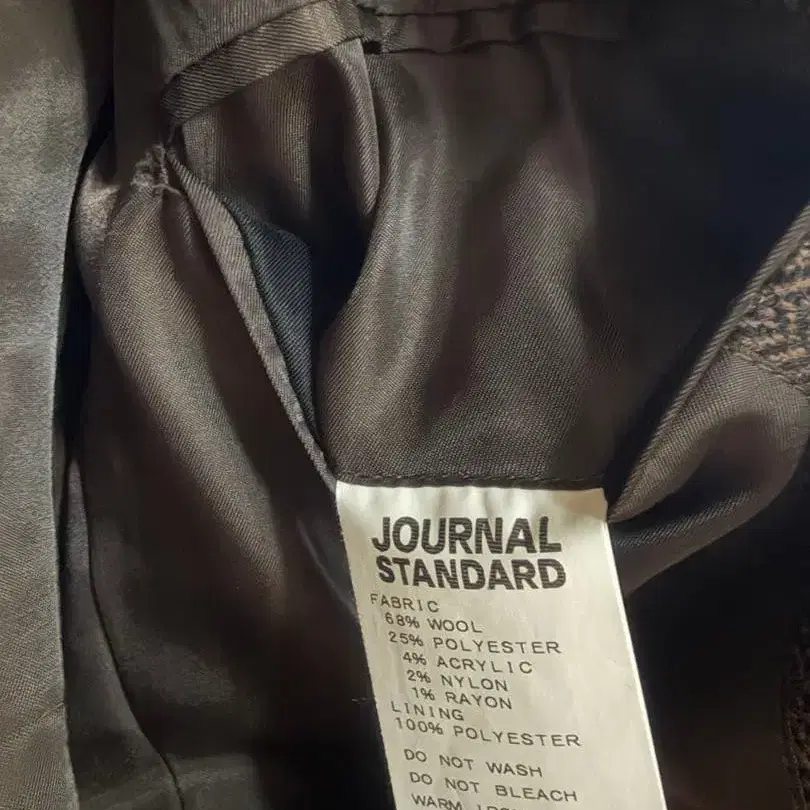 JOURNAL
STANDARD
FABRIC
68% WOOL
25% POLYESTER
4% ACRYLIC
2% NYLON
1% RAYON
LINING
100% POLYESTER
DO NOT WASH
DO NOT BLEACH
WARM